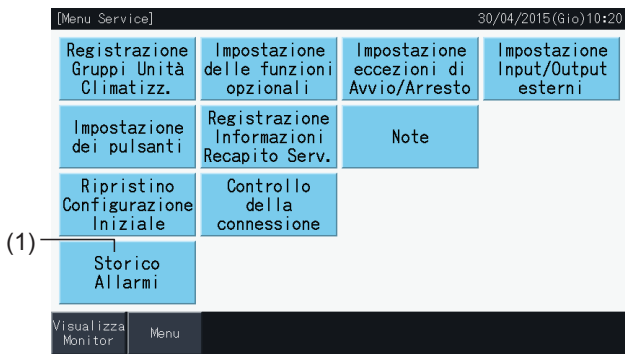 [Menu Service] 30/04/2015(Gio)10:20
Registrazione
Gruppi Unità
Climatizz.
Impostazione
delle funzioni
opzionali
Impostazione
eccezioni di
Avvio/Arresto
Impostazione
Input/Output
esterni
Impostazione
dei pulsanti
Registrazione
Informazioni
Recapito Serv.
Note
Ripristino
Configurazione
Iniziale
Controllo
della
connessione
(1)
Storico
Allarmi
Visualizza
Monitor
Menu